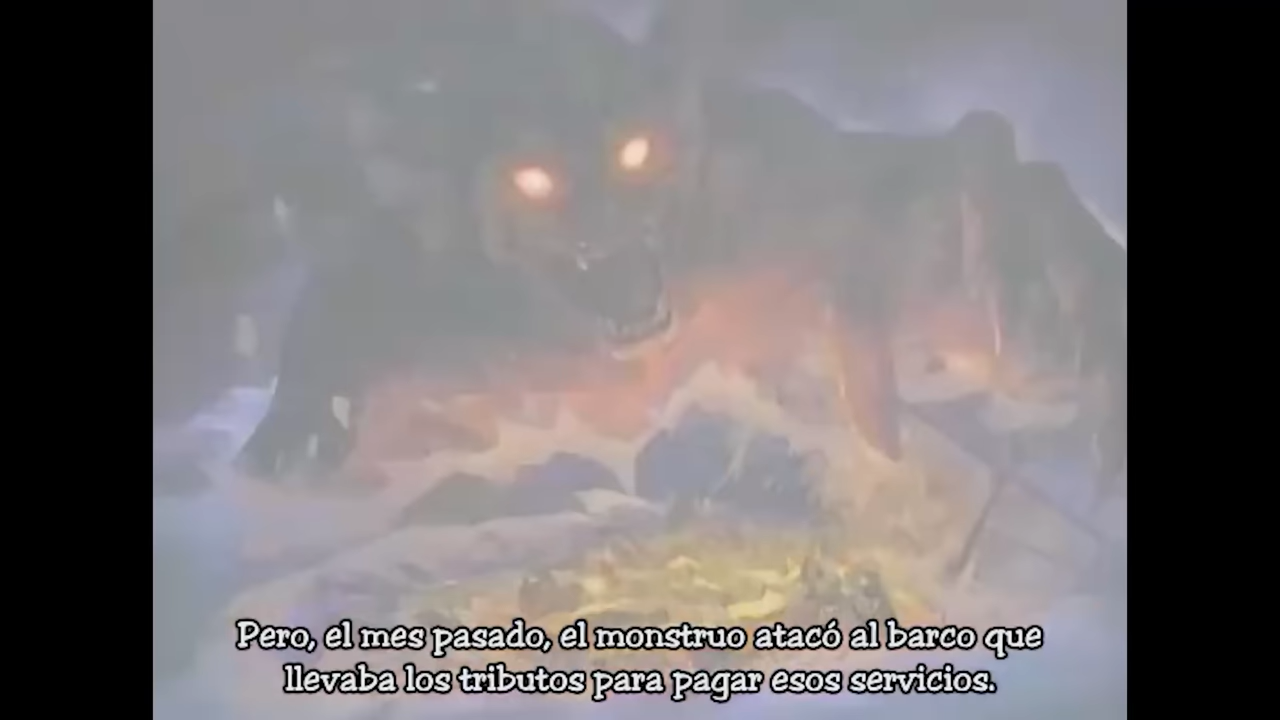 Pero, el mes pasado, el monstruo atacó al barco que
llevaba los tributos para pagar esos servicios.